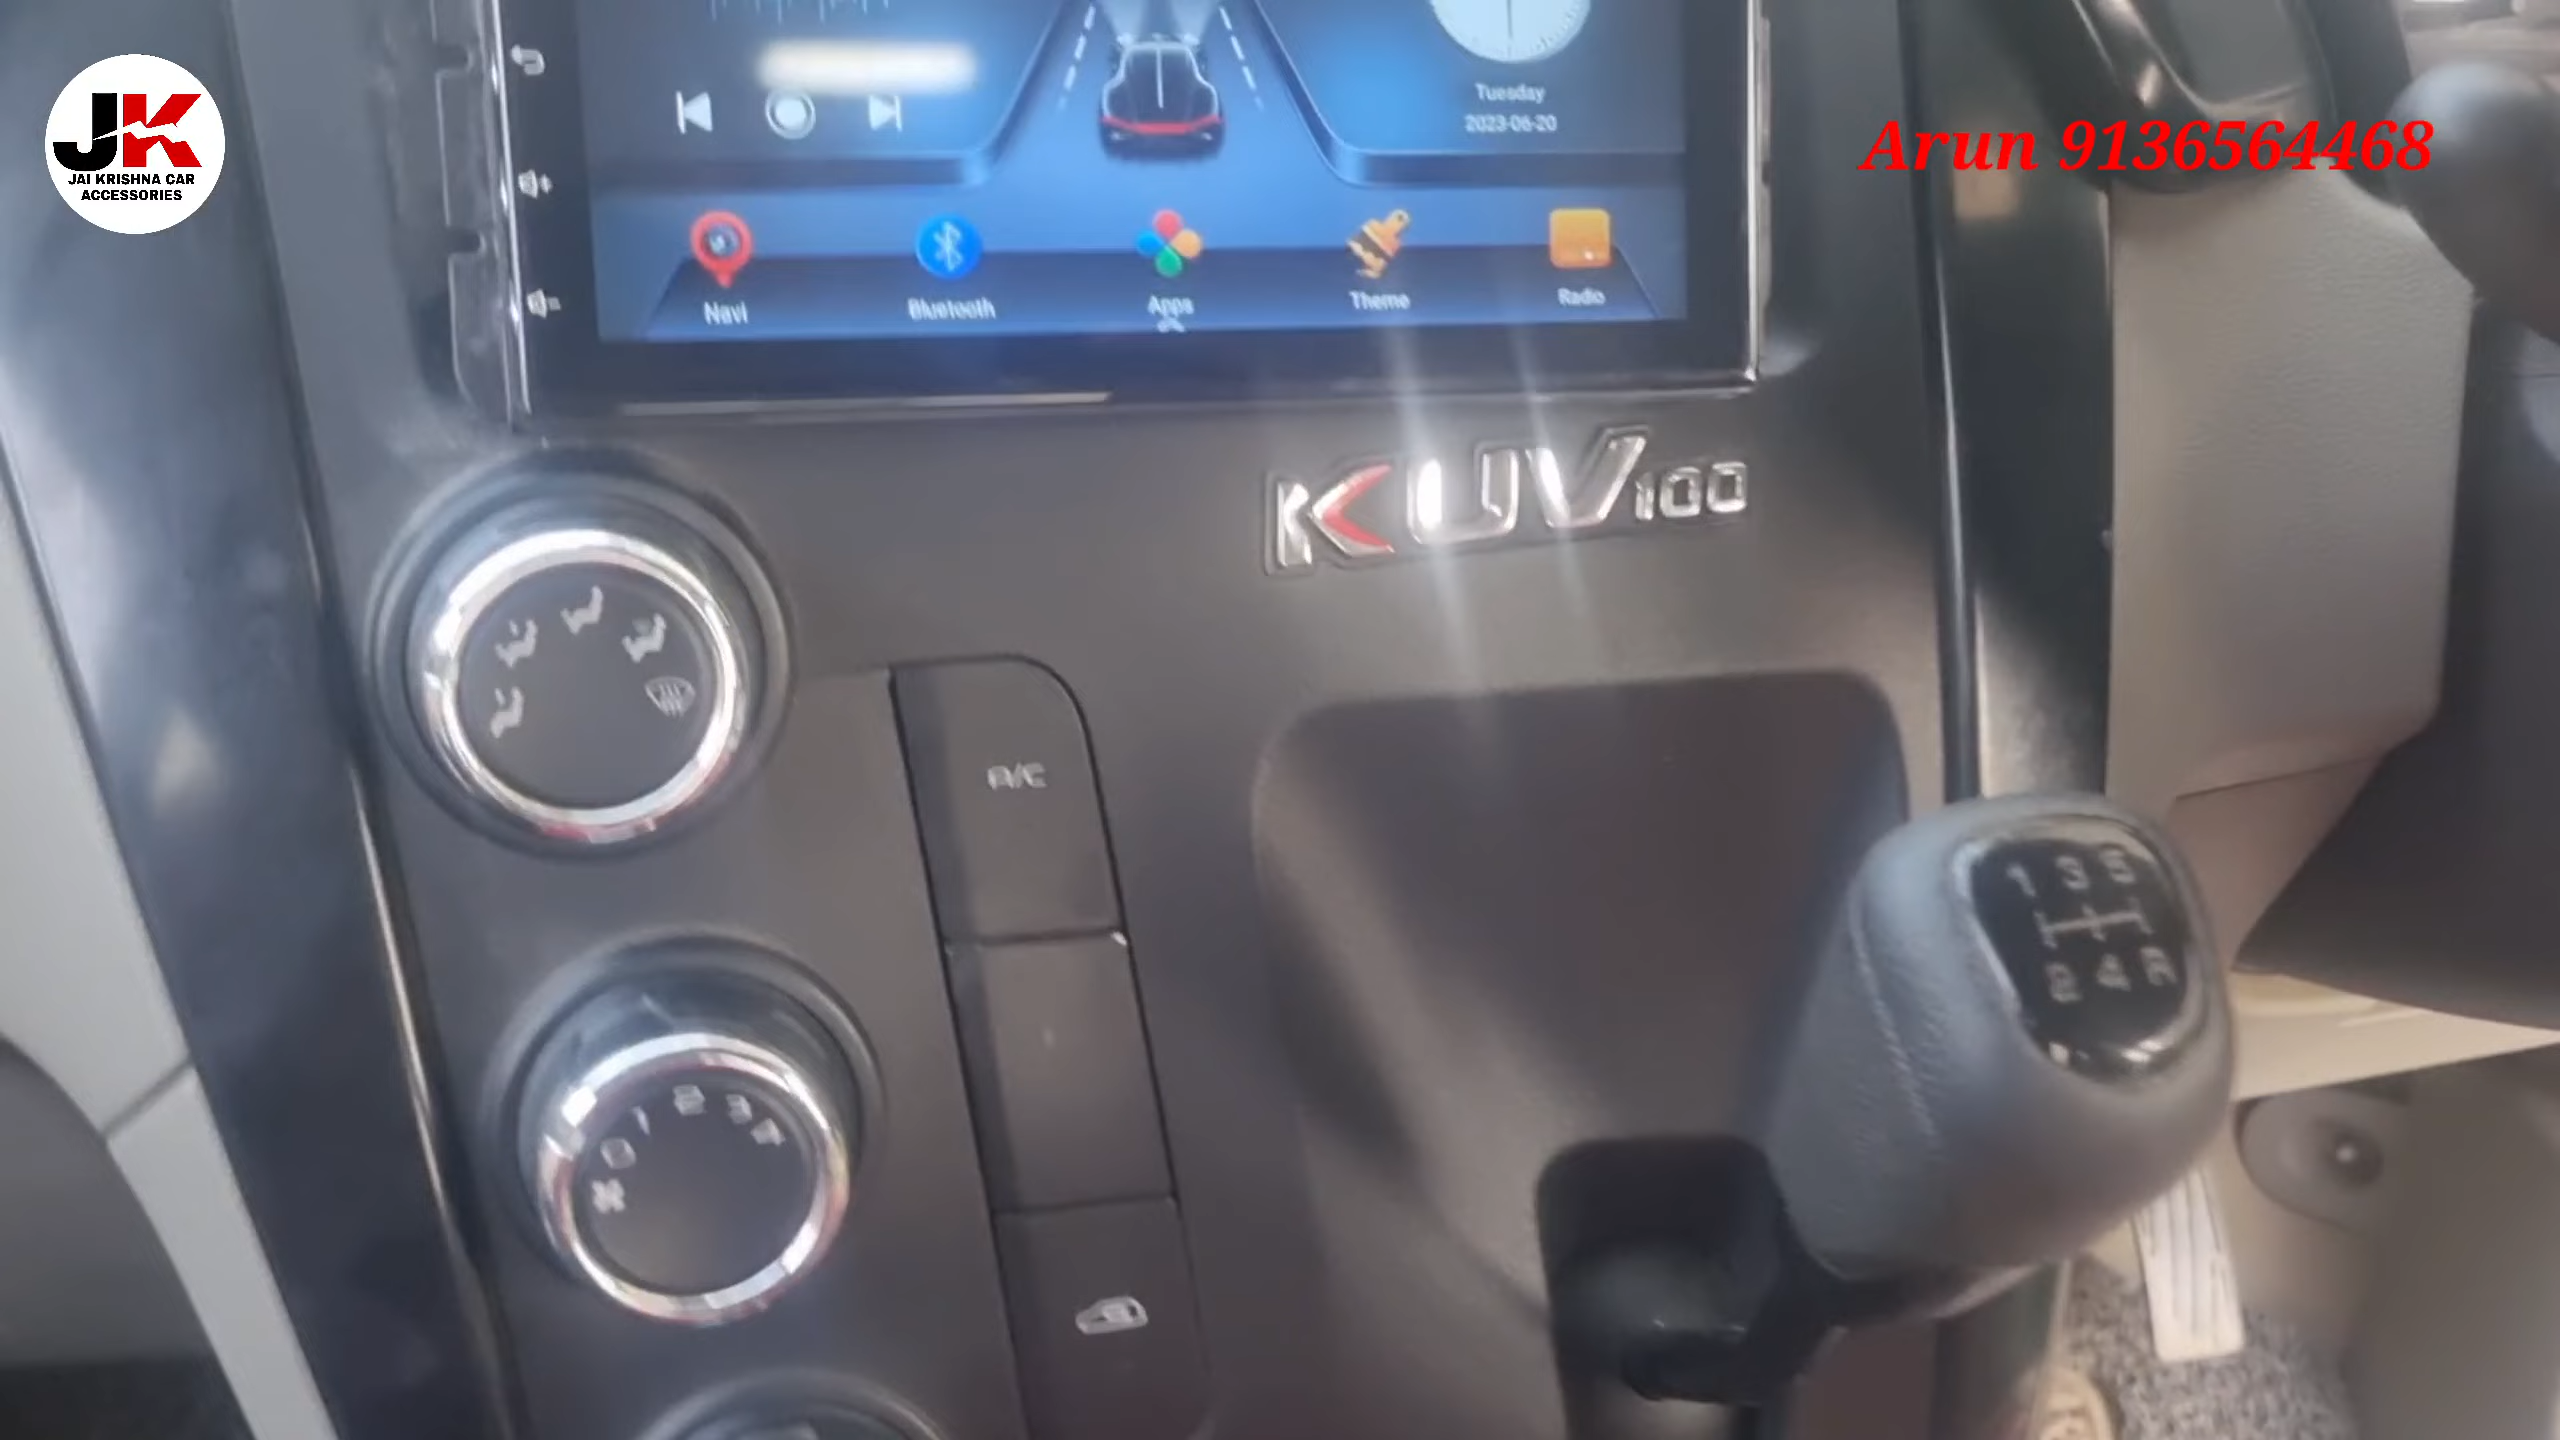 JK
JAI KRISHNA CAR
ACCESSORIES
Arun 9136564468
Tuesday
2023-06-20
Navi
Bluetooth
Apps
Theme
Radio
KUV100
A/C
1 3 5
2 4 R
0 1 2 3 4